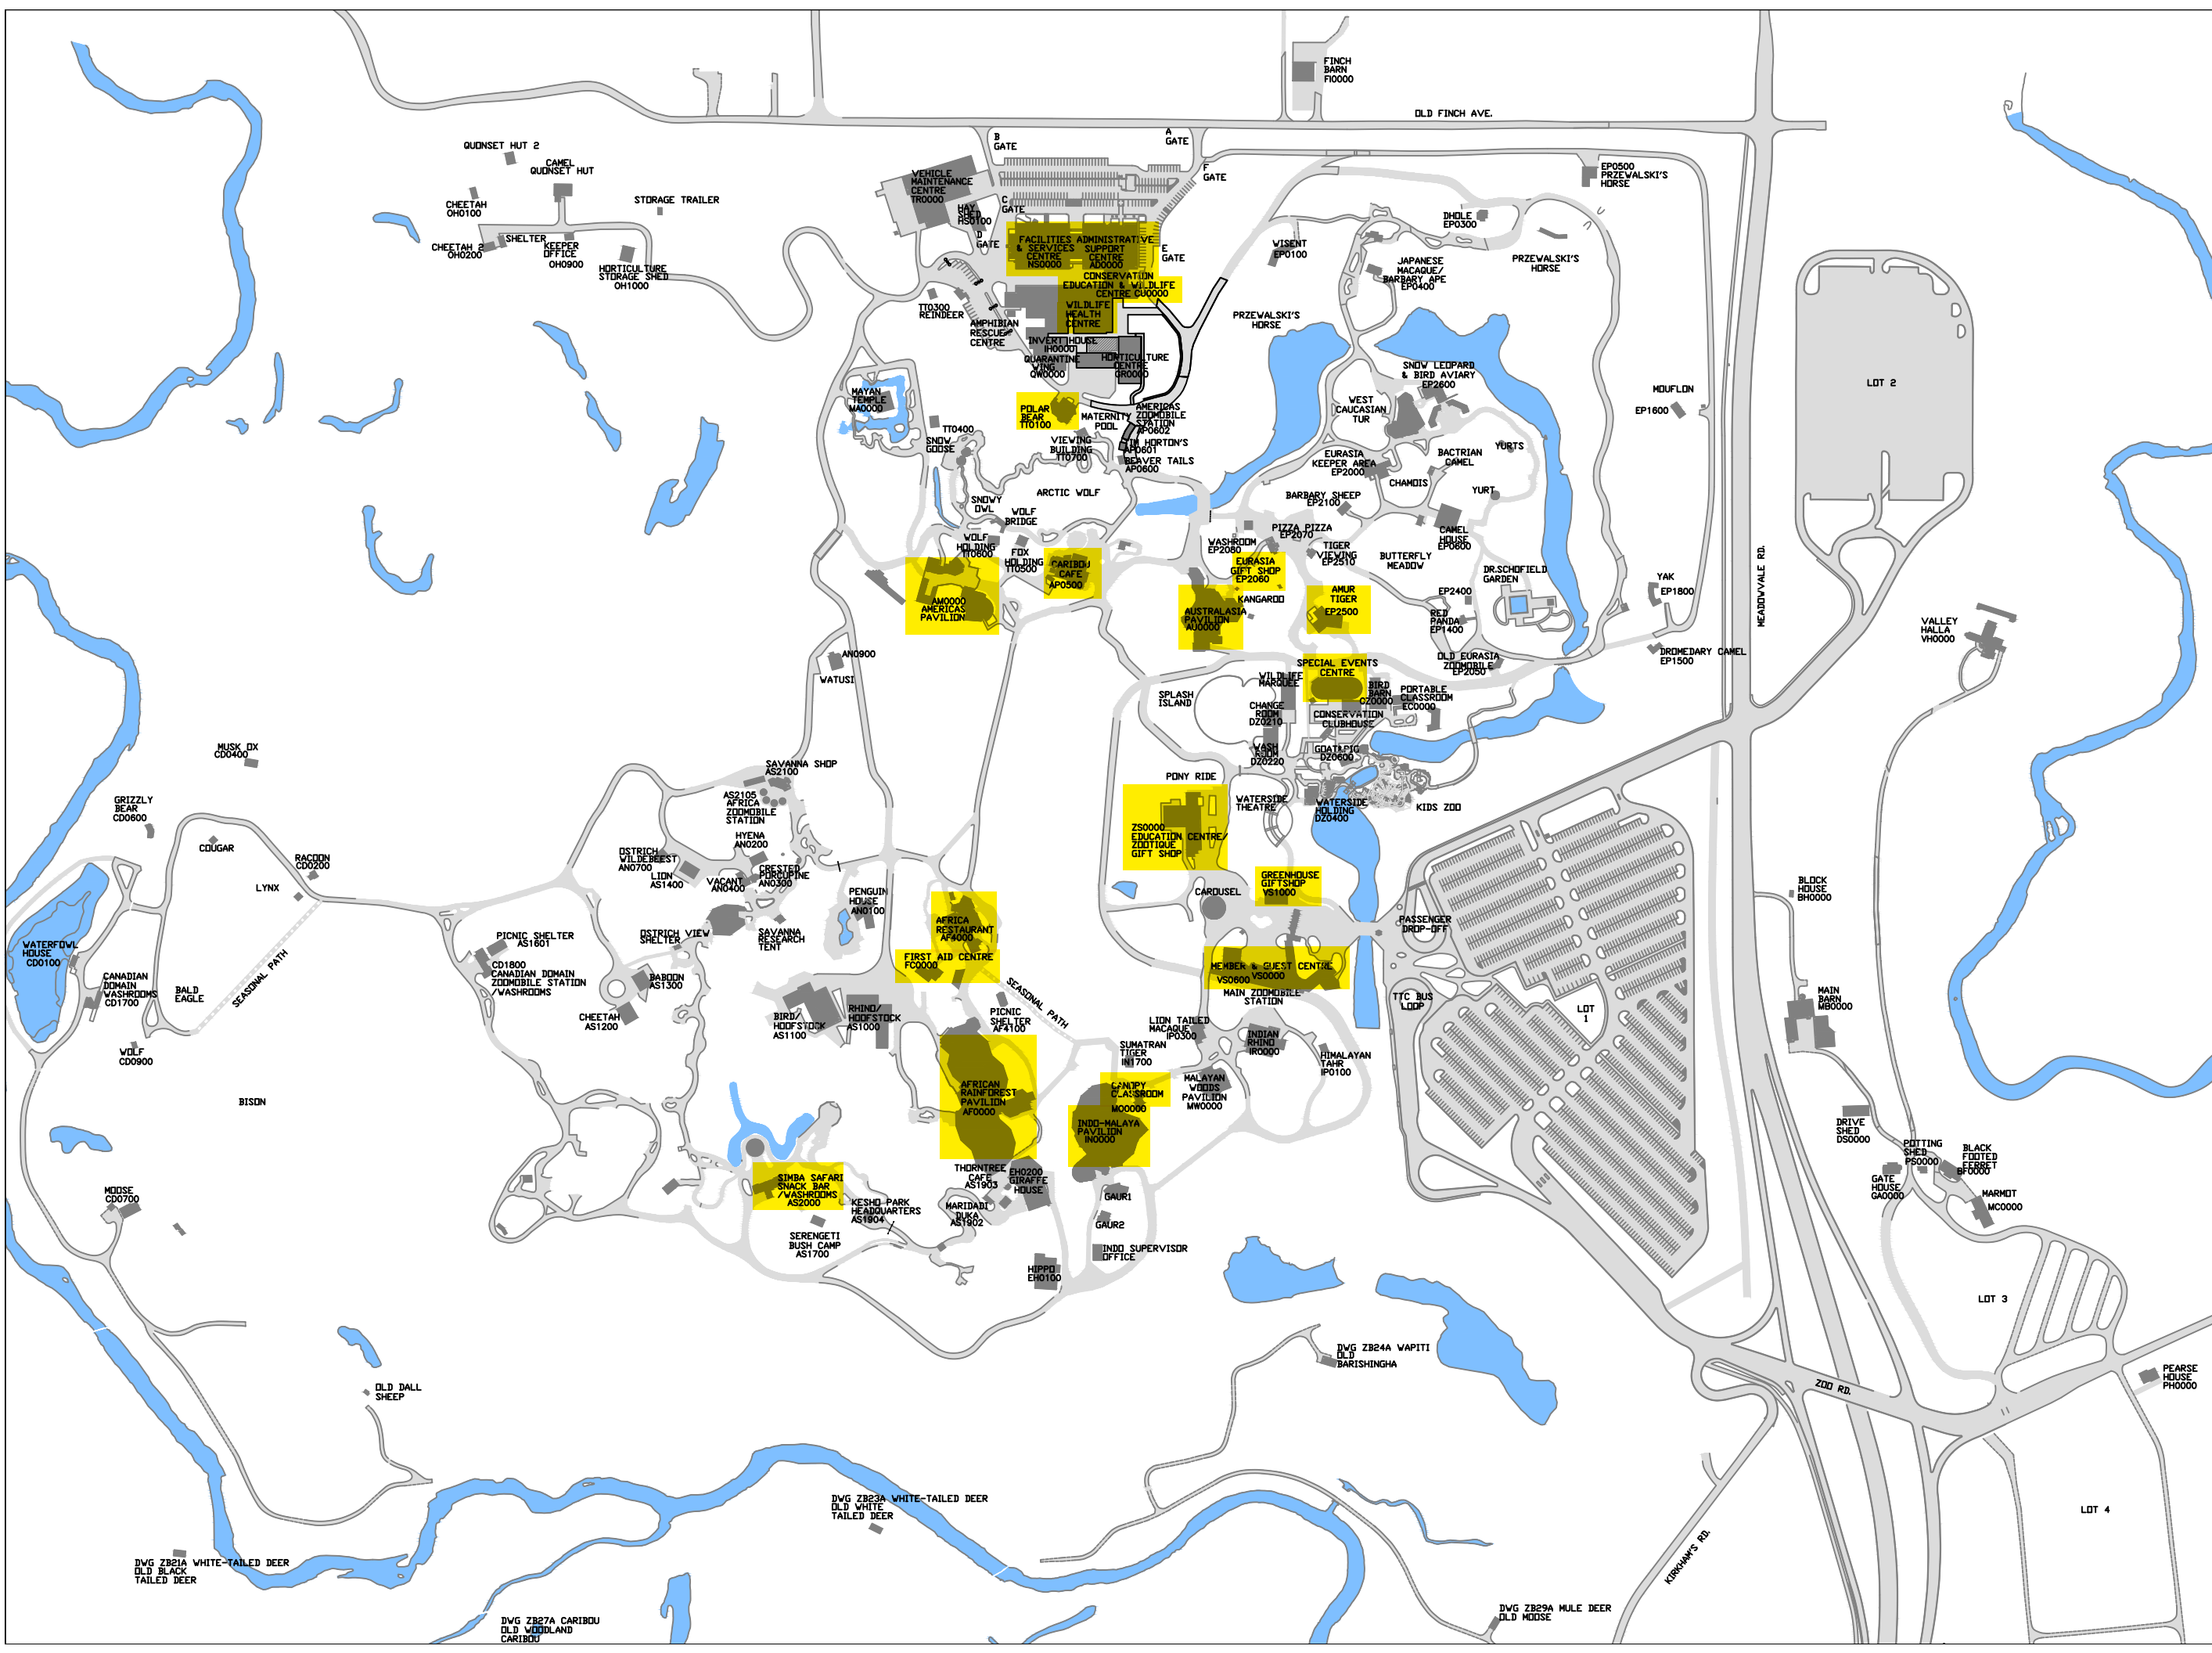 FINCH
BARN
FI0000
OLD FINCH AVE.
B
GATE
A
GATE
F
GATE
QUONSET HUT 2
CAMEL
QUONSET HUT
CHEETAH
OH0100
STORAGE TRAILER
CHEETAH 2
OH0200
SHELTER
KEEPER
OFFICE
OH0900
HORTICULTURE
STORAGE SHED
OH1000
VEHICLE
MAINTENANCE
CENTRE
TR0000
HAY
SHED
HS0100
C
GATE
D
GATE
E
GATE
FACILITIES
& SERVICES
CENTRE
NS0000
ADMINISTRATIVE
SUPPORT
CENTRE
AD0000
CONSERVATION
EDUCATION & WILDLIFE
CENTRE CU0000
WILDLIFE
HEALTH
CENTRE
TT0300
REINDEER
AMPHIBIAN
RESCUE
CENTRE
INVERT HOUSE
IH0000
QUARANTINE
WING
QW0000
HORTICULTURE
CENTRE
GR0000
EP0500
PRZEWALSKI'S
HORSE
DHOLE
EP0300
WISENT
EP0100
JAPANESE
MACAQUE/
BARBARY APE
EP0400
PRZEWALSKI'S
HORSE
PRZEWALSKI'S
HORSE
MAYAN
TEMPLE
MA0000
TT0400
SNOW
GOOSE
POLAR
BEAR
TT0100
MATERNITY
POOL
VIEWING
BUILDING
TT0700
AMERICAS
ZOOMOBILE
STATION
AP0602
TIM HORTON'S
AP0601
BEAVER TAILS
AP0600
SNOW LEOPARD
& BIRD AVIARY
EP2600
WEST
CAUCASIAN
TUR
MOUFLON
EP1600
LOT 2
YURTS
EURASIA
KEEPER AREA
EP2000
BACTRIAN
CAMEL
CHAMOIS
YURT
BARBARY SHEEP
EP2100
ARCTIC WOLF
SNOWY
OWL
WOLF
BRIDGE
WOLF
HOLDING
TT0600
FOX
HOLDING
TT0500
CARIBOU
CAFE
AP0500
AM0000
AMERICAS
PAVILION
PIZZA PIZZA
EP2070
WASHROOM
EP2080
TIGER
VIEWING
EP2510
CAMEL
HOUSE
EP0600
BUTTERFLY
MEADOW
EURASIA
GIFT SHOP
EP2060
KANGAROO
AUSTRALASIA
PAVILION
AU0000
AMUR
TIGER
EP2500
DR.SCHOFIELD
GARDEN
EP2400
RED
PANDA
EP1400
YAK
EP1800
MEADOWVALE RD.
VALLEY
HALLA
VH0000
DROMEDARY CAMEL
EP1500
OLD EURASIA
ZOOMOBILE
EP2050
SPECIAL EVENTS
CENTRE
WILDLIFE
MARQUEE
BIRD
BARN
CZ0000
PORTABLE
CLASSROOM
EC0000
SPLASH
ISLAND
CHANGE
ROOM
DZ0210
CONSERVATION
CLUBHOUSE
WASH
ROOM
DZ0220
GOAT&PIG
DZ0600
AN0900
WATUSI
MUSK OX
CD0400
GRIZZLY
BEAR
CD0600
COUGAR
RACOON
CD0200
LYNX
SAVANNA SHOP
AS2100
AS2105
AFRICA
ZOOMOBILE
STATION
HYENA
AN0200
OSTRICH
WILDEBEEST
AN0700
LION
AS1400
VACANT
AN0400
CRESTED
PORCUPINE
AN0300
PENGUIN
HOUSE
AN0100
PONY RIDE
WATERSIDE
THEATRE
WATERSIDE
HOLDING
DZ0400
KIDS ZOO
ZS0000
EDUCATION CENTRE/
ZOOTIQUE
GIFT SHOP
GREENHOUSE
GIFTSHOP
VS1000
CAROUSEL
BLOCK
HOUSE
BH0000
PASSENGER
DROP-OFF
AFRICA
RESTAURANT
AF4000
FIRST AID CENTRE
FC0000
SEASONAL PATH
MEMBER & GUEST CENTRE
VS0000
VS0600
MAIN ZOOMOBILE
STATION
TTC BUS
LOOP
LOT
1
MAIN
BARN
MB0000
WATERFOWL
HOUSE
CD0100
CANADIAN
DOMAIN
WASHROOMS
CD1700
BALD
EAGLE
SEASONAL PATH
WOLF
CD0900
BISON
PICNIC SHELTER
AS1601
CD1800
CANADIAN DOMAIN
ZOOMOBILE STATION
/WASHROOMS
OSTRICH VIEW
SHELTER
SAVANNA
RESEARCH
TENT
BABOON
AS1300
CHEETAH
AS1200
BIRD/
HOOFSTOCK
AS1100
RHINO/
HOOFSTOCK
AS1000
PICNIC
SHELTER
AF4100
LION TAILED
MACAQUE
IP0300
SUMATRAN
TIGER
IN1700
INDIAN
RHINO
IR0000
HIMALAYAN
TAHR
IP0100
MALAYAN
WOODS
PAVILION
MW0000
CANOPY
CLASSROOM
MO0000
INDO-MALAYA
PAVILION
IN0000
AFRICAN
RAINFOREST
PAVILION
AF0000
DRIVE
SHED
DS0000
POTTING
SHED
PS0000
BLACK
FOOTED
FERRET
BF0000
GATE
HOUSE
GA0000
MARMOT
MC0000
MOOSE
CD0700
SIMBA SAFARI
SNACK BAR
/WASHROOMS
AS2000
KESHO PARK
HEADQUARTERS
AS1904
SERENGETI
BUSH CAMP
AS1700
THORNTREE
CAFE
AS1903
EH0200
GIRAFFE
HOUSE
MARIDADI
DUKA
AS1902
GAUR1
GAUR2
INDO SUPERVISOR
OFFICE
HIPPO
EH0100
LOT 3
DWG ZB24A WAPITI
OLD
BARISHINGHA
OLD DALL
SHEEP
ZOO RD.
PEARSE
HOUSE
PH0000
DWG ZB23A WHITE-TAILED DEER
OLD WHITE
TAILED DEER
LOT 4
KIRKHAM'S RD.
DWG ZB21A WHITE-TAILED DEER
OLD BLACK
TAILED DEER
DWG ZB27A CARIBOU
OLD WOODLAND
CARIBOU
DWG ZB29A MULE DEER
OLD MOOSE